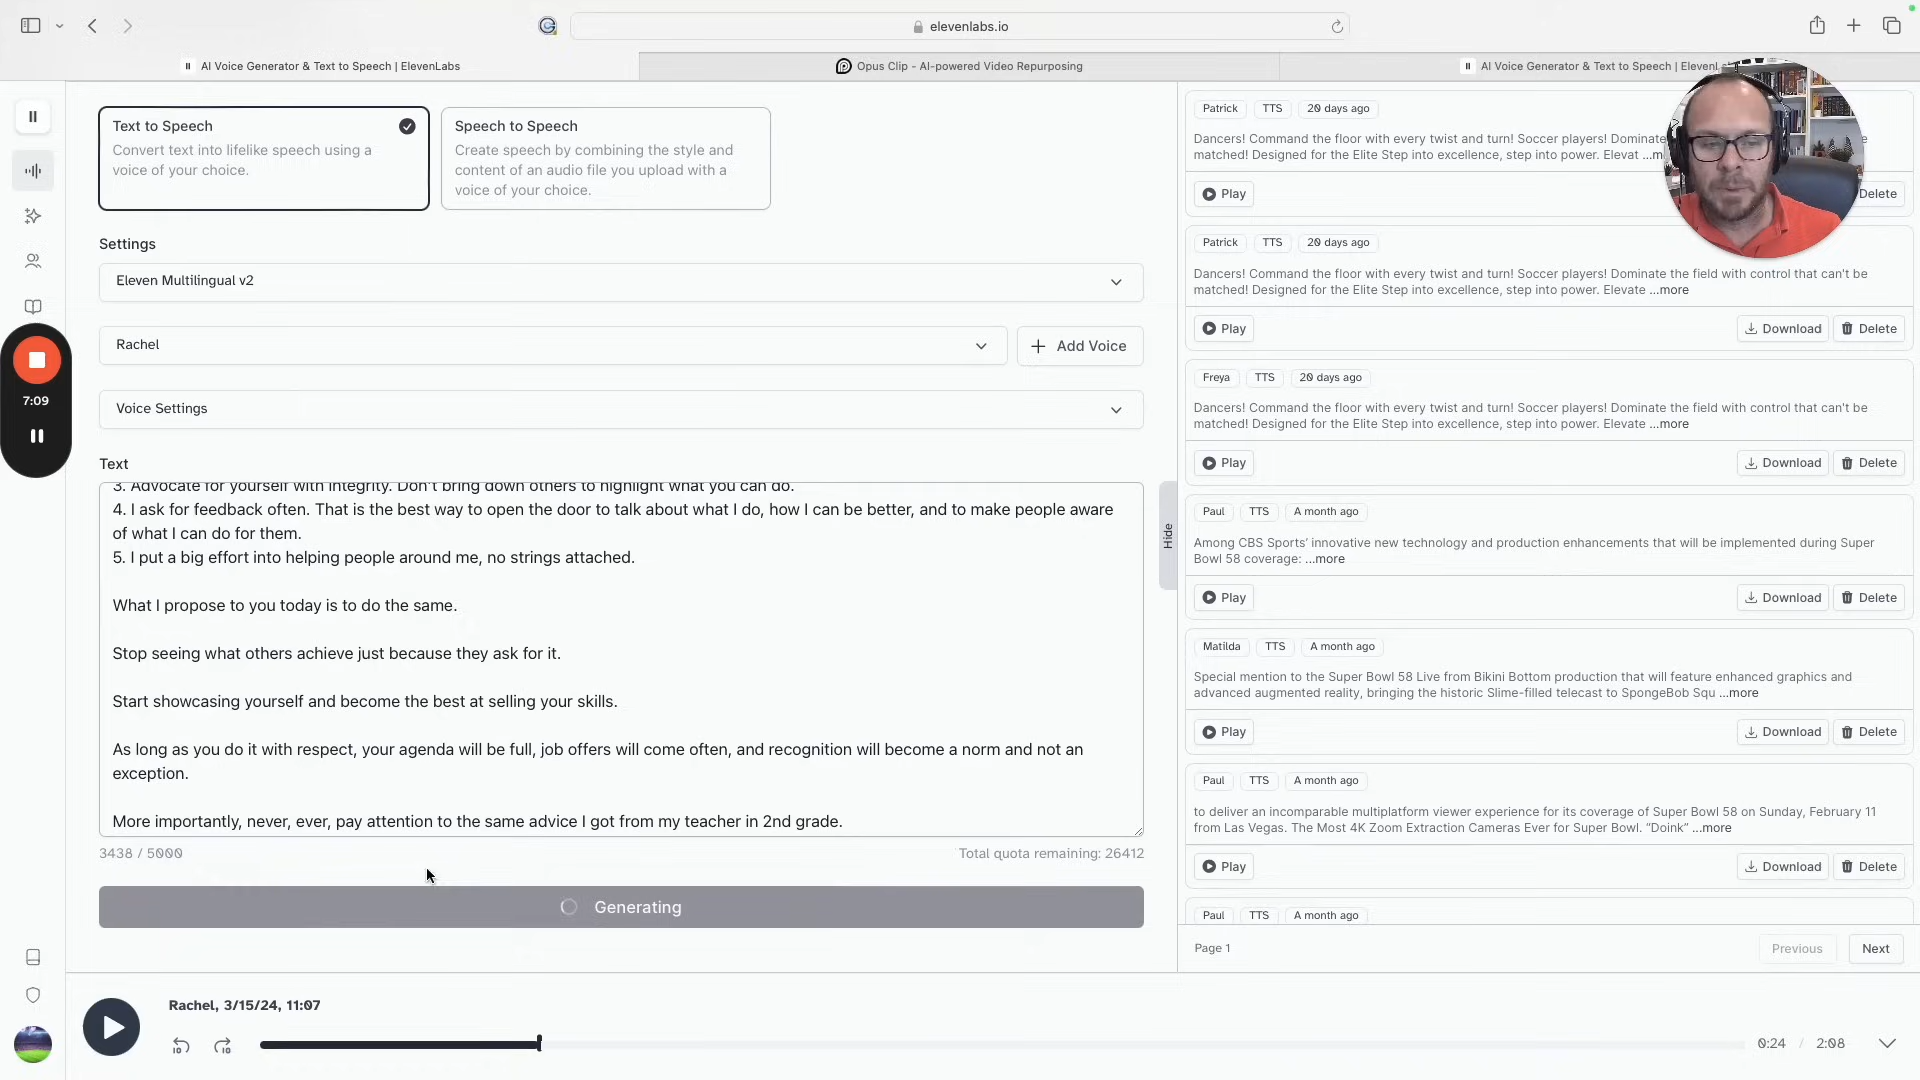 elevenlabs.io
AI Voice Generator & Text to Speech | ElevenLabs
Opus Clip - AI-powered Video Repurposing
AI Voice Generator & Text to Speech | Eleven
Text to Speech
Convert text into lifelike speech using a
voice of your choice.
Speech to Speech
Create speech by combining the style and
content of an audio file you upload with a
voice of your choice.
Settings
Eleven Multilingual v2
Rachel
Add Voice
Voice Settings
Text
3. Advocate for yourself with integrity. Don't bring down others to highlight what you can do.
4. I ask for feedback often. That is the best way to open the door to talk about what I do, how I can be better, and to make people aware
of what I can do for them.
5. I put a big effort into helping people around me, no strings attached.
What I propose to you today is to do the same.
Stop seeing what others achieve just because they ask for it.
Start showcasing yourself and become the best at selling your skills.
As long as you do it with respect, your agenda will be full, job offers will come often, and recognition will become a norm and not an
exception.
More importantly, never, ever, pay attention to the same advice I got from my teacher in 2nd grade.
3438 / 5000
Total quota remaining: 26412
Generating
7:09
Hide
Patrick TTS 20 days ago
Dancers! Command the floor with every twist and turn! Soccer players! Dominate
matched! Designed for the Elite Step into excellence, step into power. Elevat ...m
Play
Delete
Patrick TTS 20 days ago
Dancers! Command the floor with every twist and turn! Soccer players! Dominate the field with control that can't be
matched! Designed for the Elite Step into excellence, step into power. Elevate ...more
Play Download Delete
Freya TTS 20 days ago
Dancers! Command the floor with every twist and turn! Soccer players! Dominate the field with control that can't be
matched! Designed for the Elite Step into excellence, step into power. Elevate ...more
Play Download Delete
Paul TTS A month ago
Among CBS Sports' innovative new technology and production enhancements that will be implemented during Super
Bowl 58 coverage: ...more
Play Download Delete
Matilda TTS A month ago
Special mention to the Super Bowl 58 Live from Bikini Bottom production that will feature enhanced graphics and
advanced augmented reality, bringing the historic Slime-filled telecast to SpongeBob Squ ...more
Play Download Delete
Paul TTS A month ago
to deliver an incomparable multiplatform viewer experience for its coverage of Super Bowl 58 on Sunday, February 11
from Las Vegas. The Most 4K Zoom Extraction Cameras Ever for Super Bowl. “Doink” ...more
Play Download Delete
Paul TTS A month ago
Page 1
Previous Next
Rachel, 3/15/24, 11:07
0:24 / 2:08